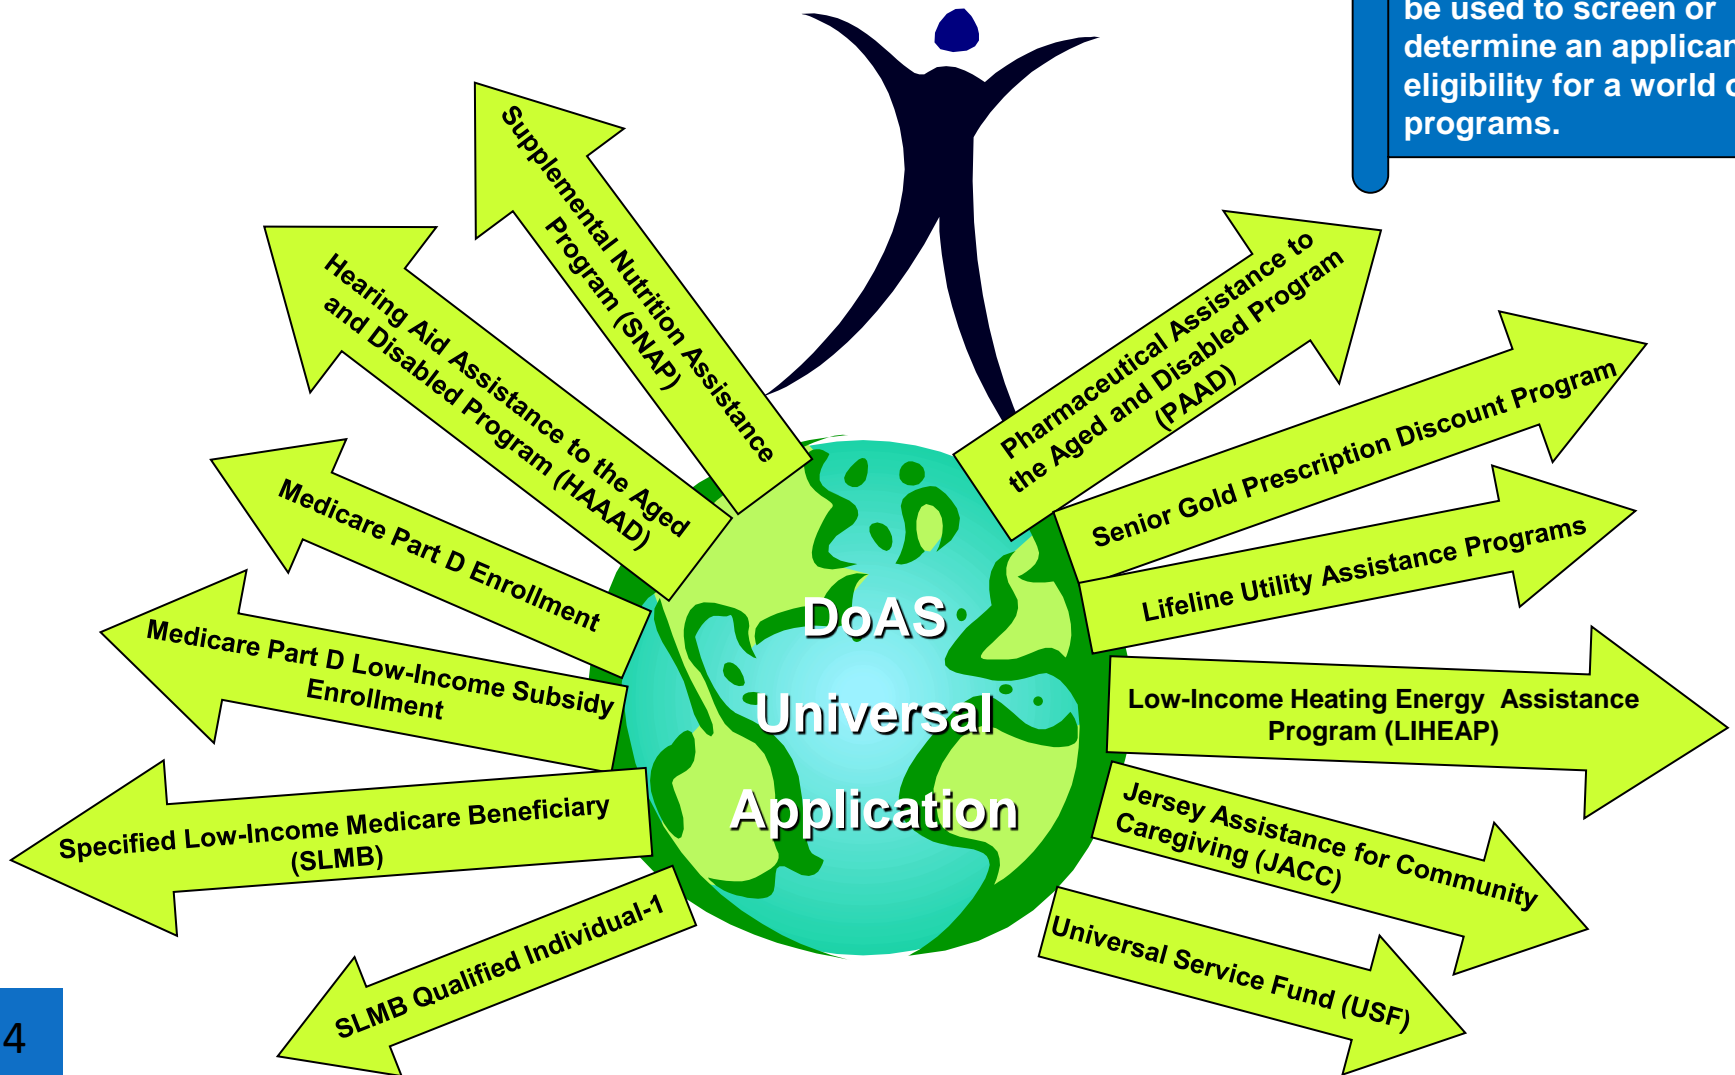 be used to screen or
determine an
eligibility for a world
programs.
Supplemental Nutrition Assistance
Program (SNAP)
Hearing Aid Assistance to the Aged
and Disabled Program (HAAAD)
Medicare Part D Enrollment
Medicare Part D Low-Income Subsidy
Enrollment
Specified Low-Income Medicare Beneficiary
(SLMB)
SLMB Qualified Individual-1
Pharmaceutical Assistance to
the Aged and Disabled Program
(PAAD)
Senior Gold Prescription Discount Program
Lifeline Utility Assistance Programs
Low-Income Heating Energy Assistance
Program (LIHEAP)
Jersey Assistance for Community
Caregiving (JACC)
Universal Service Fund (USF)
DoAS
Universal
Application
4